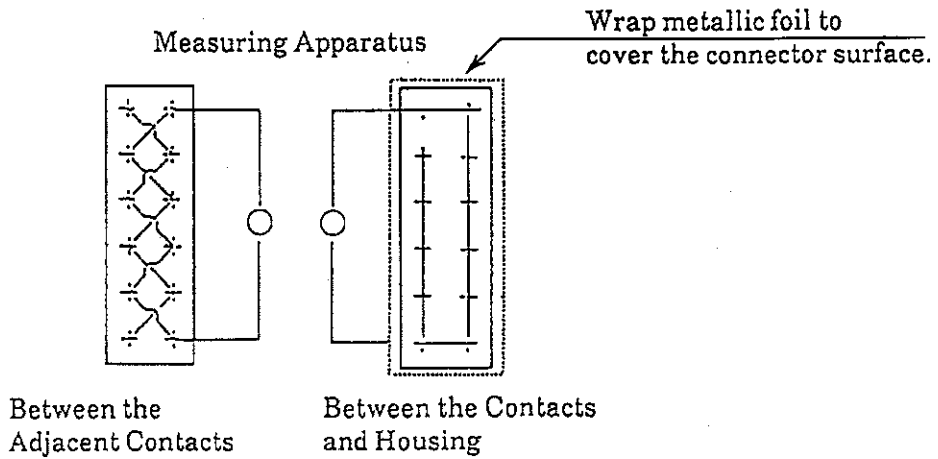 Measuring Apparatus
Wrap metallic foil to
cover the connector surface.
Between the
Adjacent Contacts
Between the Contacts
and Housing